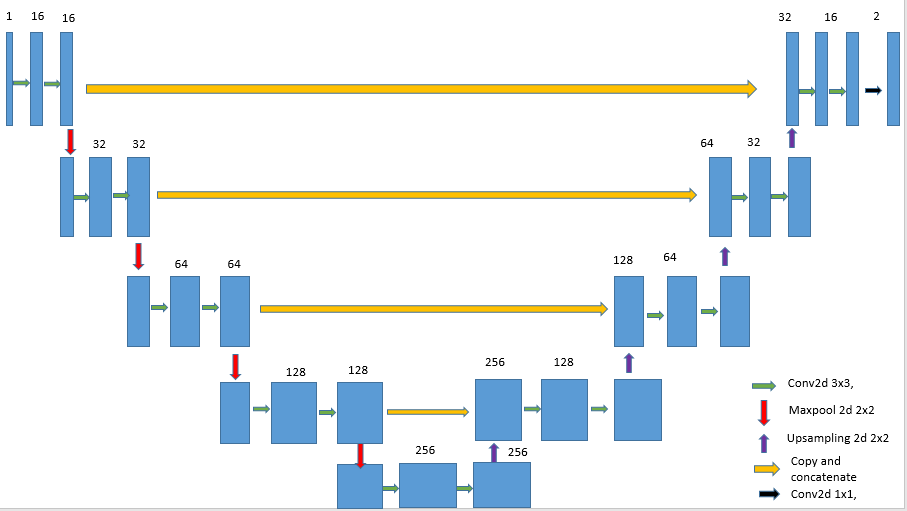 1 16 16 32 16 2
32 32 64 32
64 64 128 64
128 128 256 128
256 256
Conv2d 3x3,
Maxpool 2d 2x2
Upsampling 2d 2x2
Copy and
concatenate
Conv2d 1x1,